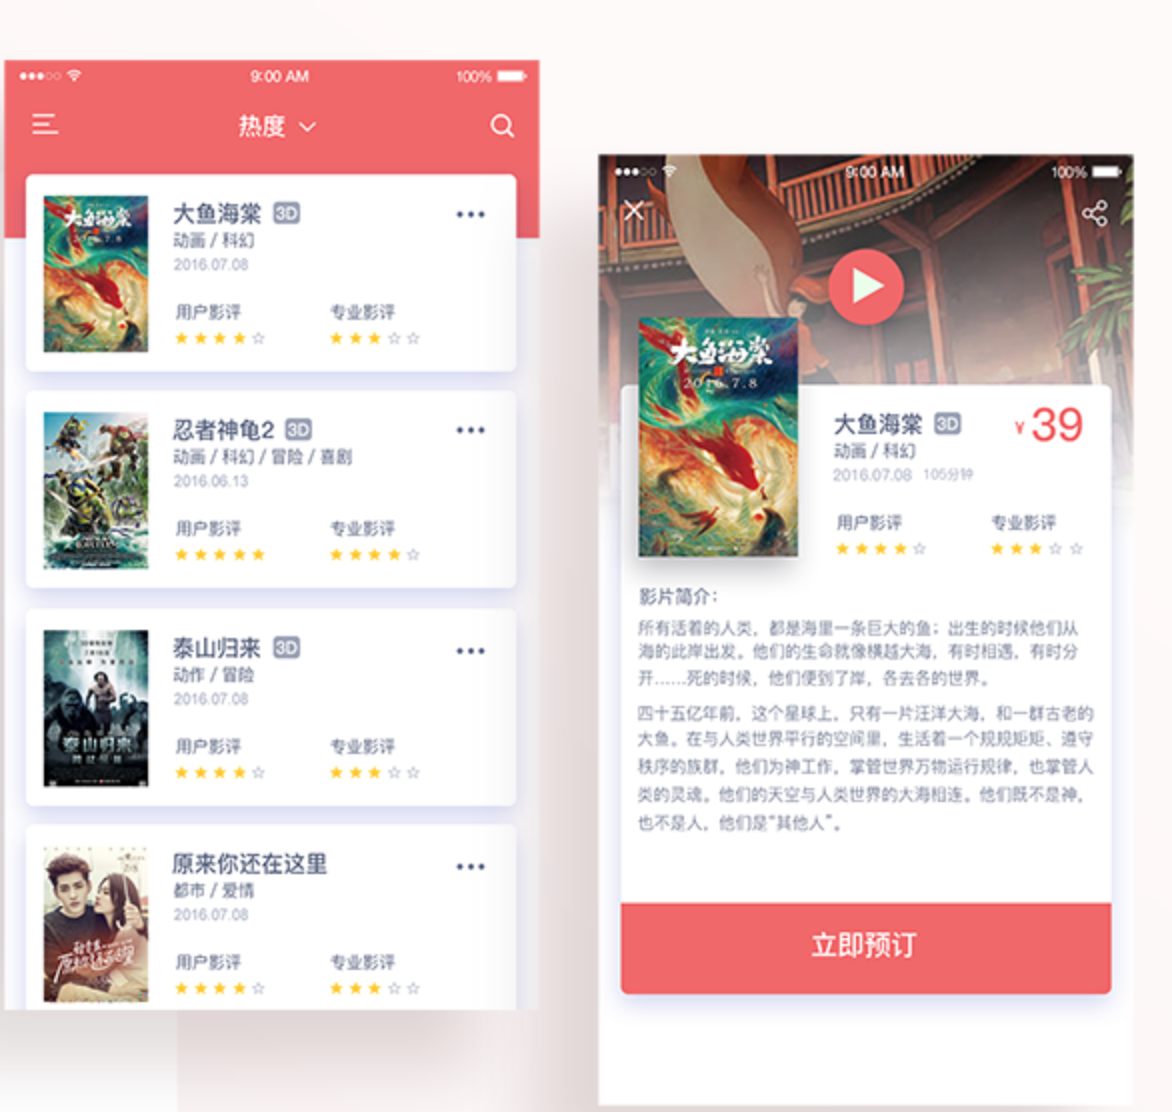 9:00 AM
100%
热度
大鱼海棠
2016.7.8
大鱼海棠 3D
动画 / 科幻
2016.07.08
用户影评
专业影评
忍者神龟2 3D
动画 / 科幻 / 冒险 / 喜剧
2016.06.13
用户影评
专业影评
泰山归来
泰山归来 3D
动作 / 冒险
2016.07.08
用户影评
专业影评
原来你还在这里
都市 / 爱情
2016.07.08
用户影评
专业影评
9:00 AM
100%
大鱼海棠
2016.7.8
大鱼海棠 3D
¥39
动画 / 科幻
2016.07.08 105分钟
用户影评
专业影评
影片简介：
所有活着的人类，都是海里一条巨大的鱼；出生的时候他们从
海的此岸出发。他们的生命就像横越大海，有时相遇，有时分
开……死的时候，他们便到了岸，各去各的世界。
四十五亿年前，这个星球上，只有一片汪洋大海，和一群古老的
大鱼。在与人类世界平行的空间里，生活着一个规规矩矩、遵守
秩序的族群，他们为神工作，掌管世界万物运行规律，也掌管人
类的灵魂。他们的天空与人类世界的大海相连。他们既不是神，
也不是人，他们是“其他人”。
立即预订